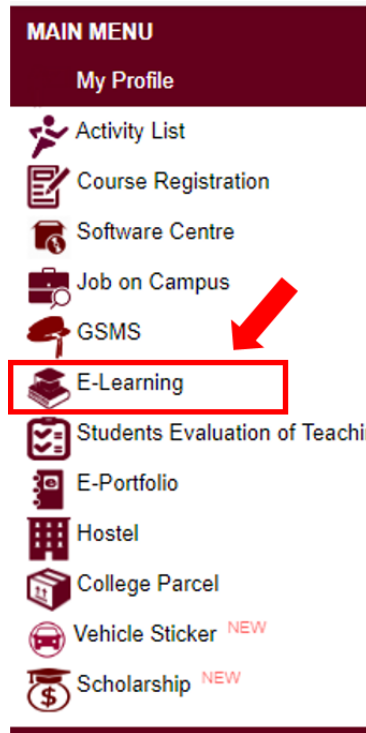 MAIN MENU
My Profile
Activity List
Course Registration
Software Centre
Job on Campus
GSMS
E-Learning
Students Evaluation of
E-Portfolio
Hostel
College Parcel
Vehicle Sticker NEW
Scholarship NEW